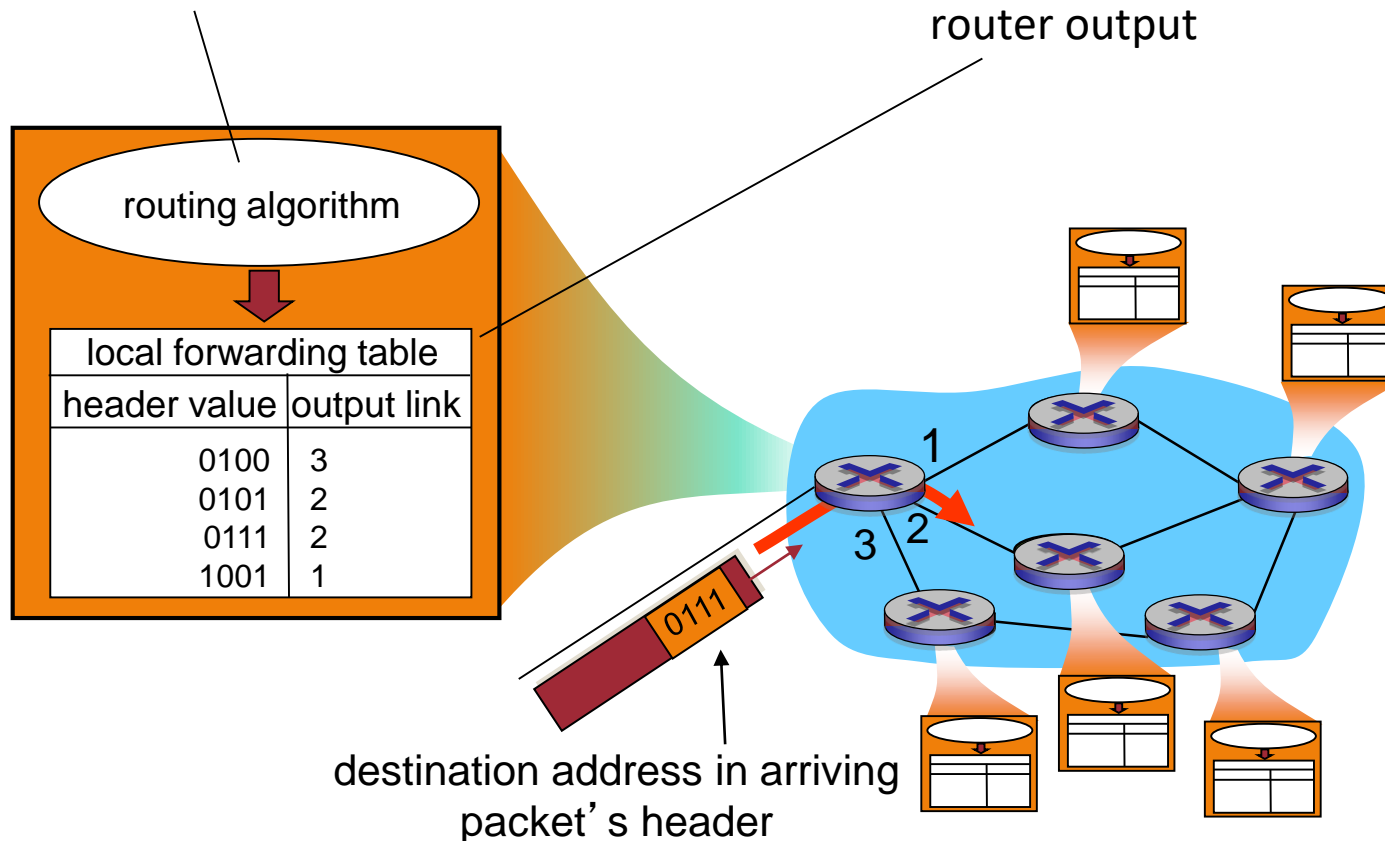 router output
routing algorithm
local forwarding table
header value output link
0100 3
0101 2
0111 2
1001 1
1
2
3
0111
destination address in arriving
packet’s header